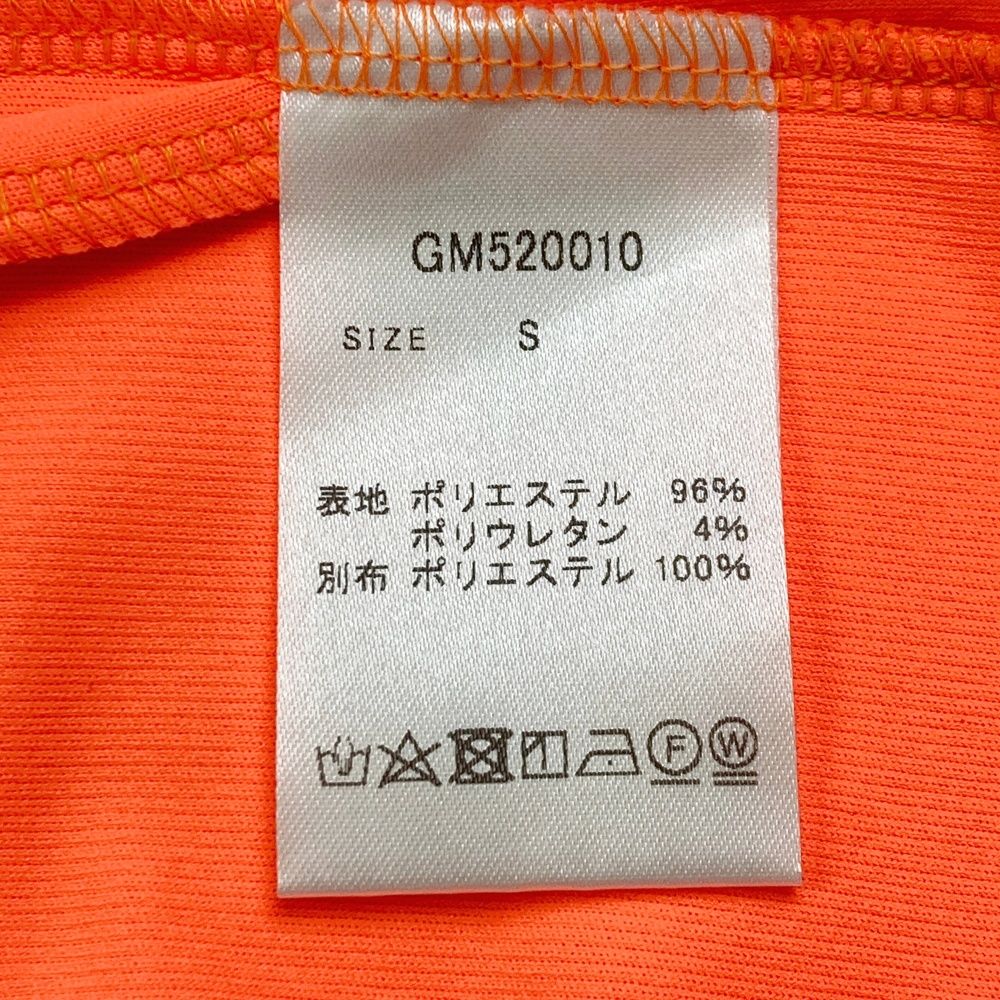 GM520010
SIZE S
表地 ポリエステル 96%
ポリウレタン 4%
別布 ポリエステル 100%
F W